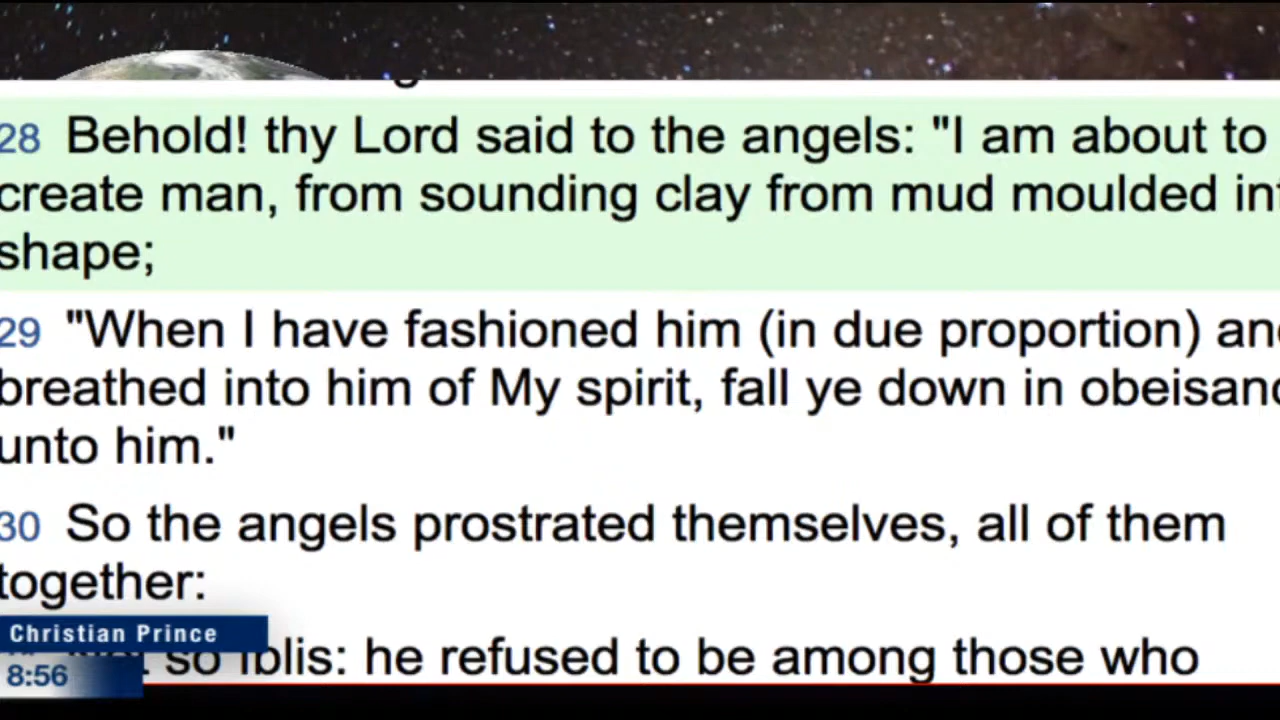 28 Behold! thy Lord said to the angels: "I am about to
create man, from sounding clay from mud moulded int
shape;
29 "When I have fashioned him (in due proportion) and
breathed into him of My spirit, fall ye down in obeisanc
unto him."
30 So the angels prostrated themselves, all of them
together:
so Iblis: he refused to be among those who
Christian Prince
8:56